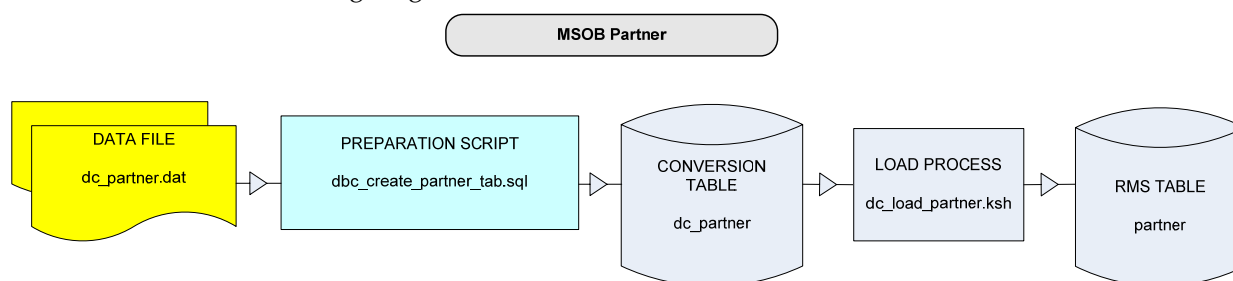 MSOB Partner
DATA FILE
dc_partner.dat
PREPARATION SCRIPT
dbc_create_partner_tab.sql
CONVERSION
TABLE
dc_partner
LOAD PROCESS
dc_load_partner.ksh
RMS TABLE
partner